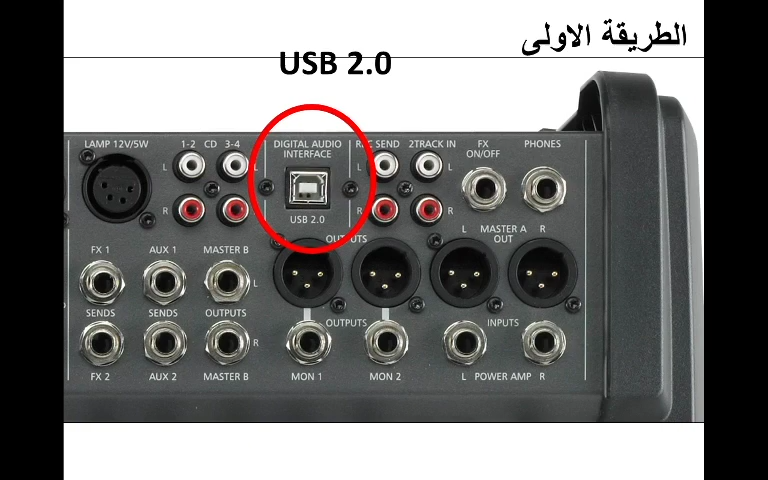 الطريقة الاولى
USB 2.0
LAMP 12V/5W
1-2 CD 3-4
DIGITAL AUDIO
INTERFACE
REC SEND
2TRACK IN
FX
ON/OFF
PHONES
L
L
L
L
R
R
R
R
USB 2.0
OUTPUTS
L MASTER A R
OUT
FX 1
AUX 1
MASTER B
L
SENDS
SENDS
OUTPUTS
OUTPUTS
INPUTS
R
FX 2
AUX 2
MASTER B
MON 1
MON 2
L POWER AMP R